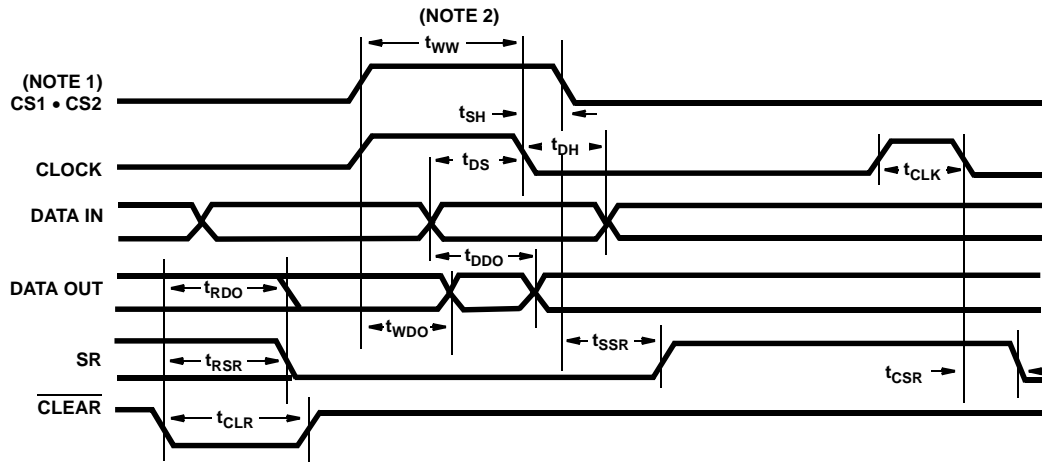 (NOTE 2)
tWW
(NOTE 1)
CS1 • CS2
tSH
CLOCK
tDS
tDH
tCLK
DATA IN
tDDO
DATA OUT
tRDO
tWDO
tSSR
SR
tRSR
tCSR
CLEAR
tCLR